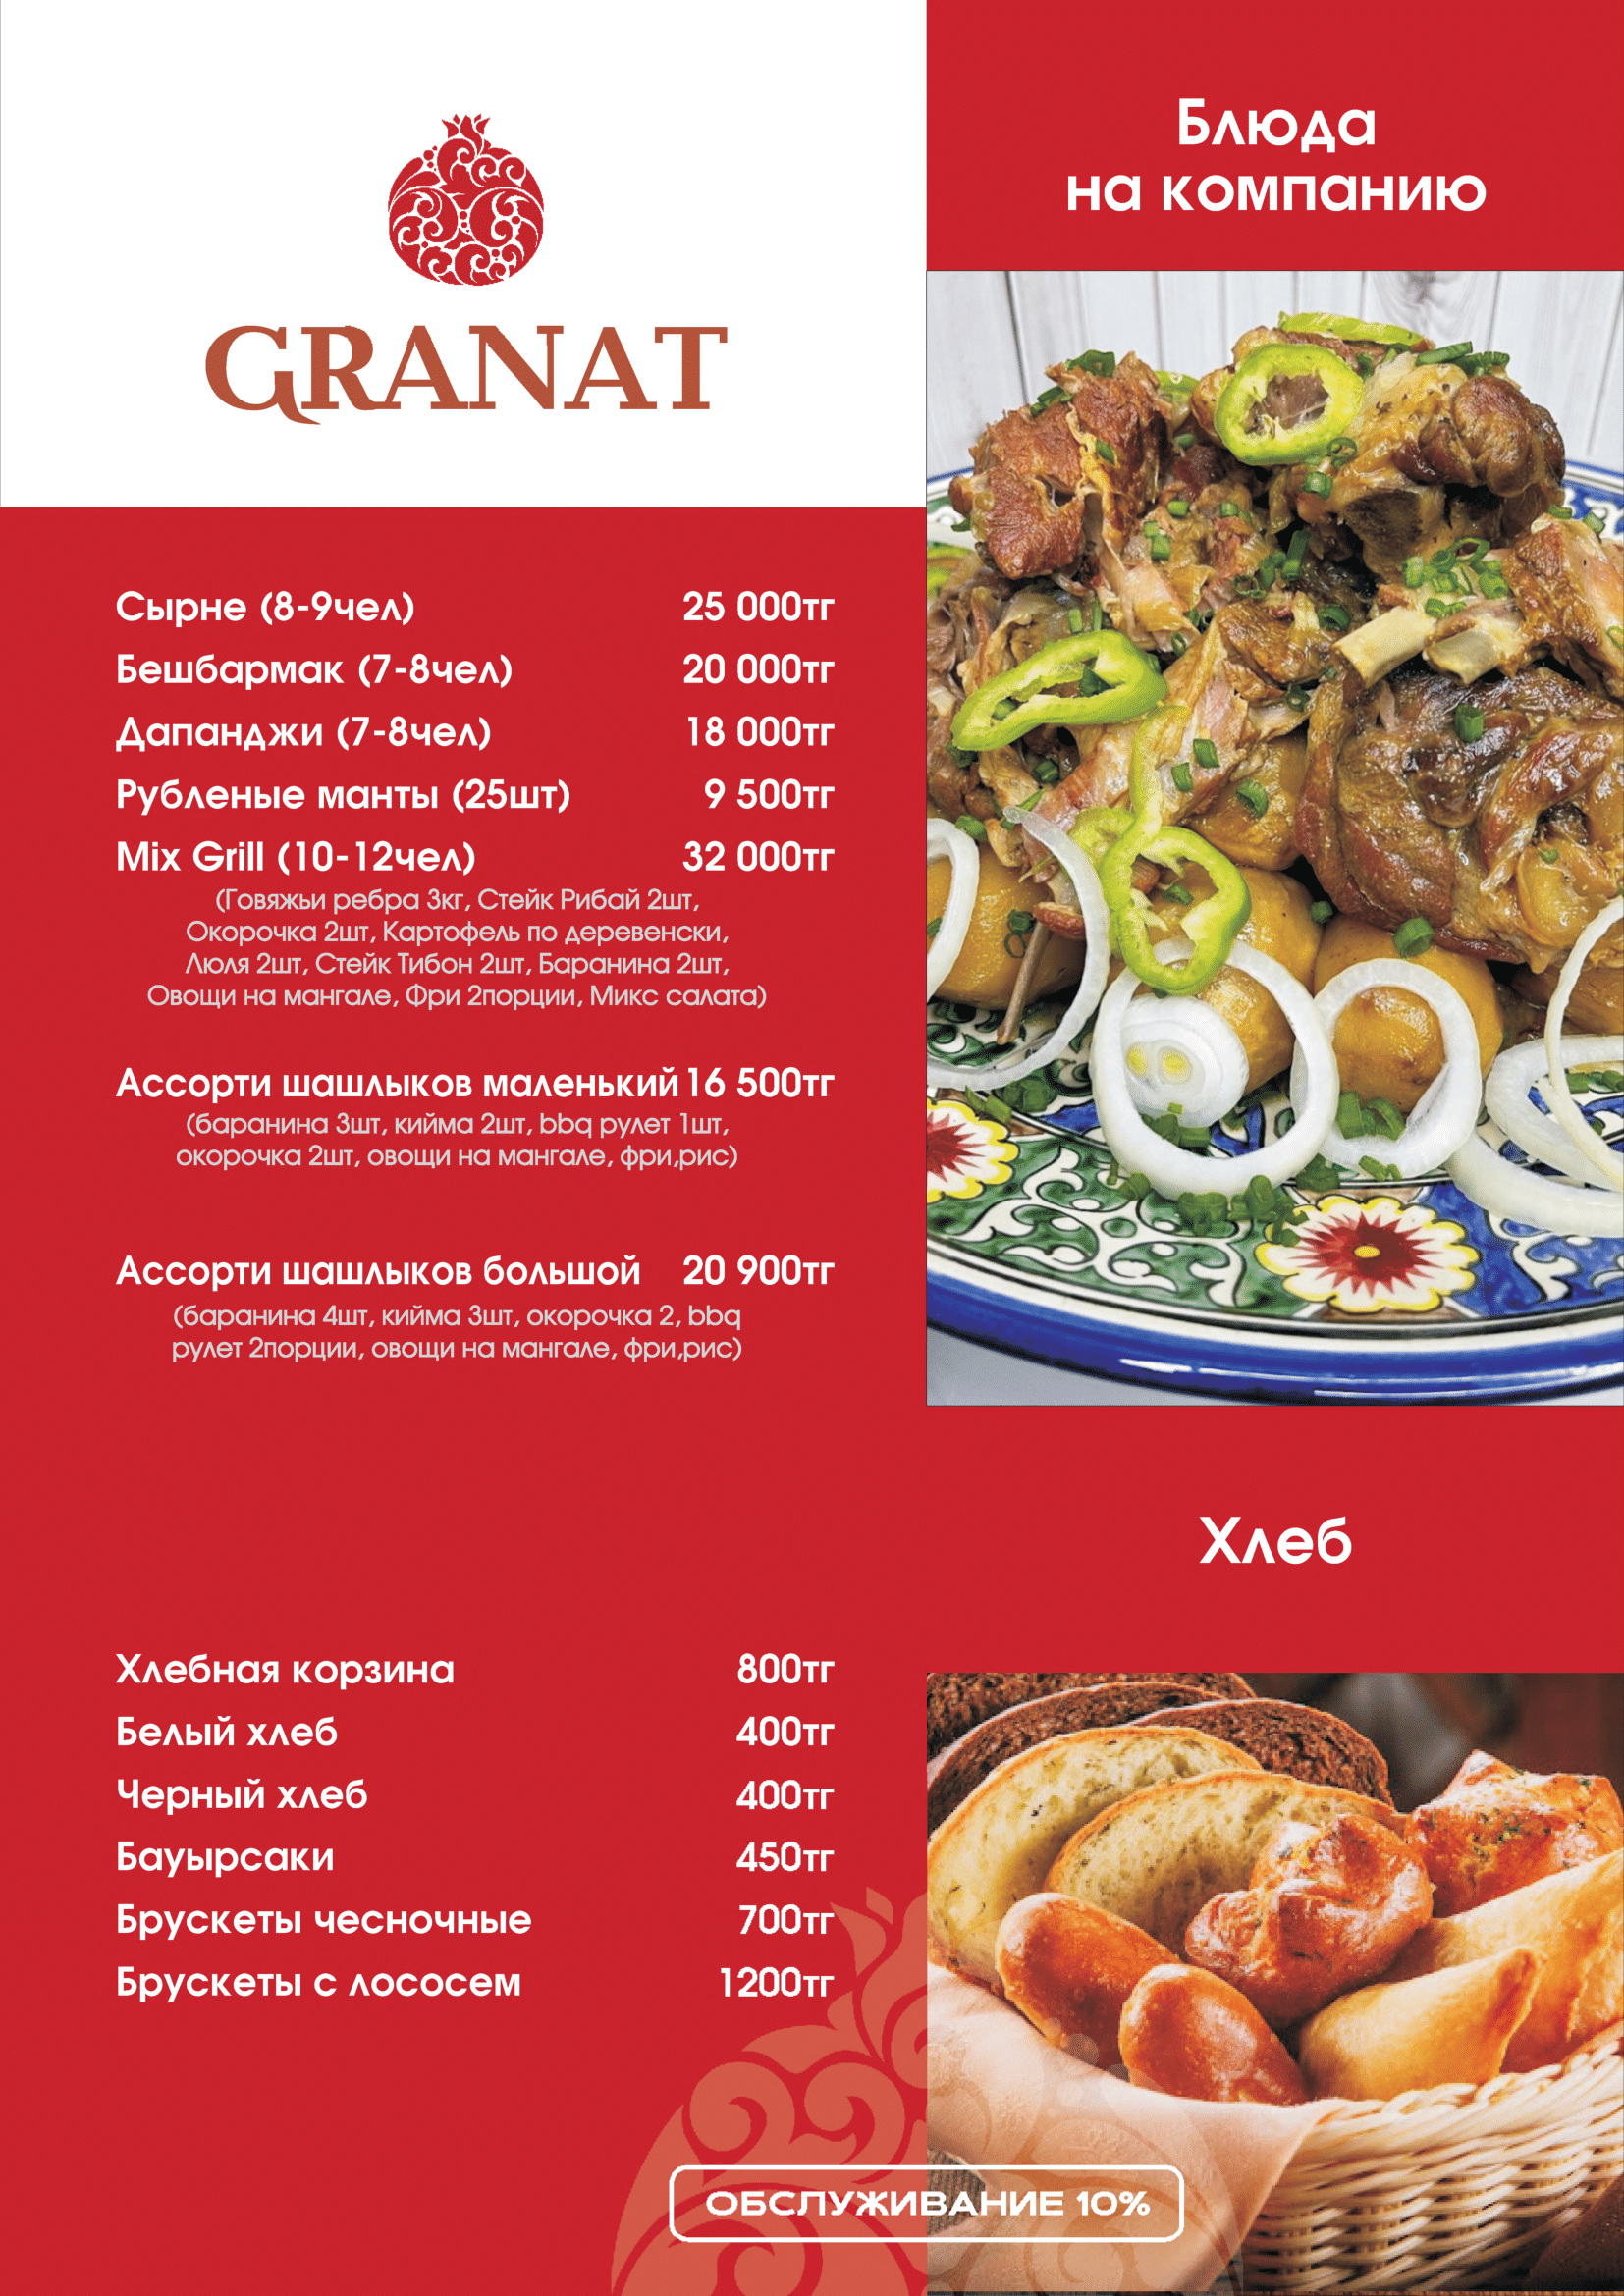 GRANAT
Блюда
на компанию
Сырне (8-9чел) 25 000тг
Бешбармак (7-8чел) 20 000тг
Дапанджи (7-8чел) 18 000тг
Рубленые манты (25шт) 9 500тг
Mix Grill (10-12чел) 32 000тг
(Говяжьи ребра 3кг, Стейк Рибай 2шт,
Окорочка 2шт, Картофель по деревенски,
Люля 2шт, Стейк Тибон 2шт, Баранина 2шт,
Овощи на мангале, Фри 2порции, Микс салата)
Ассорти шашлыков маленький 16 500тг
(баранина 3шт, кийма 2шт, bbq рулет 1шт,
окорочка 2шт, овощи на мангале, фри,рис)
Ассорти шашлыков большой 20 900тг
(баранина 4шт, кийма 3шт, окорочка 2, bbq
рулет 2порции, овощи на мангале, фри,рис)
Хлеб
Хлебная корзина 800тг
Белый хлеб 400тг
Черный хлеб 400тг
Бауырсаки 450тг
Брускеты чесночные 700тг
Брускеты с лососем 1200тг
ОБСЛУЖИВАНИЕ 10%